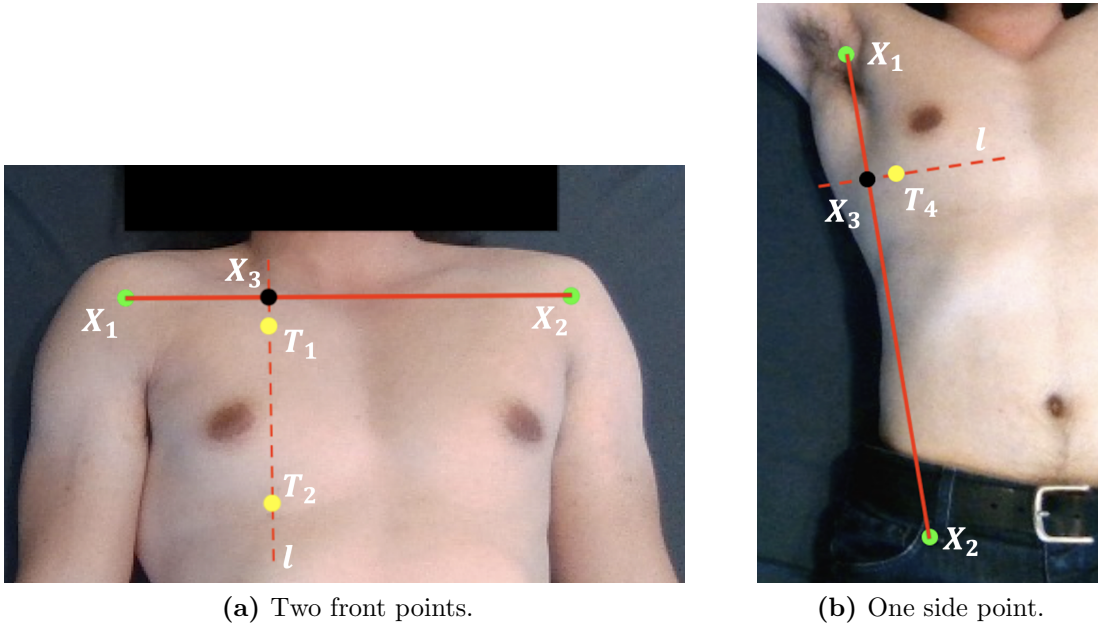 X₁
X₃
X₂
T₁
T₂
l
(a) Two front points.
X₁
l
X₃
T₄
X₂
(b) One side point.